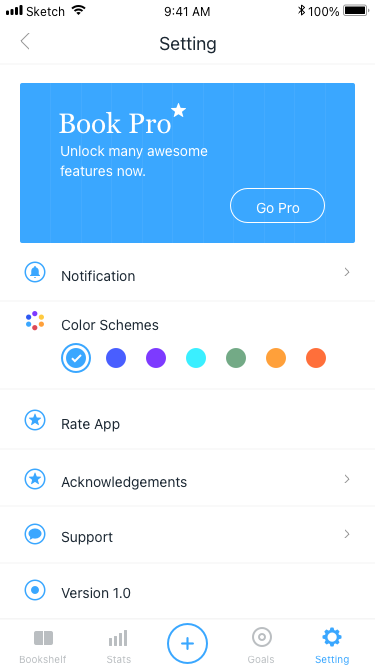 Sketch 9:41 AM 100%
Setting
Book Pro
Unlock many awesome
features now.
Go Pro
Notification
Color Schemes
Rate App
Acknowledgements
Support
Version 1.0
Bookshelf Stats Goals Setting